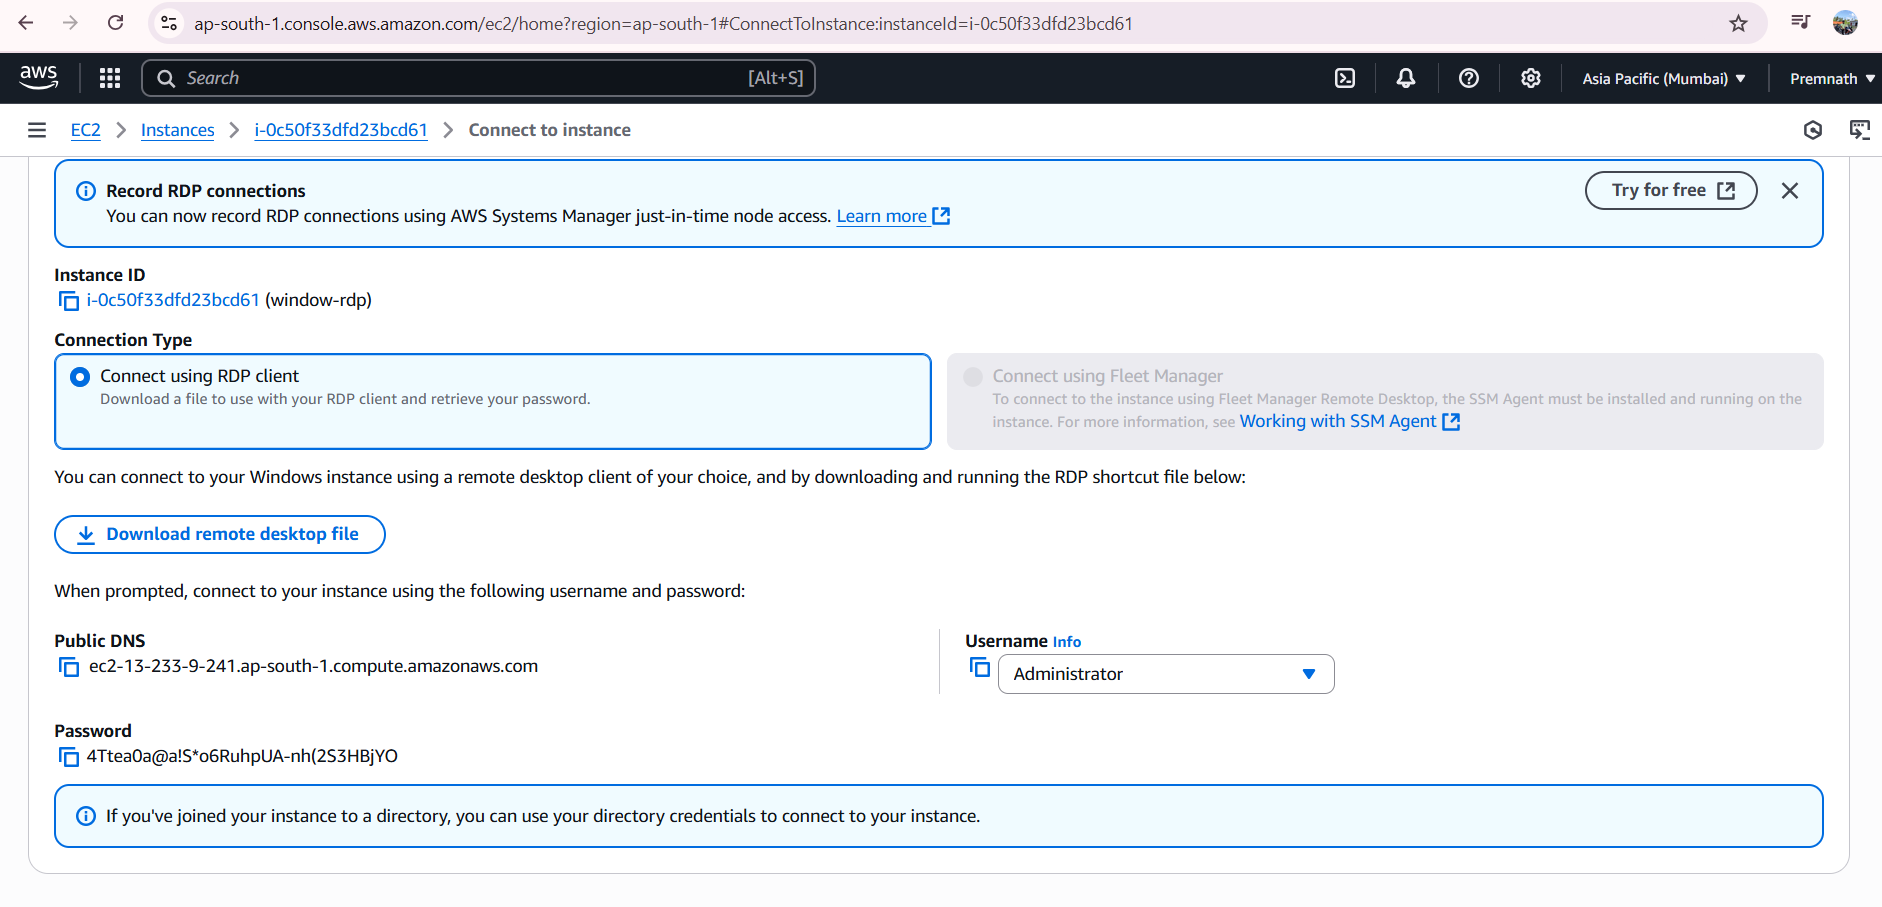 ap-south-1.console.aws.amazon.com/ec2/home?region=ap-south-1#ConnectToInstance:instanceId=i-0c50f33dfd23bcd61
aws Search [Alt+S] Asia Pacific (Mumbai) Premnath
EC2 Instances i-0c50f33dfd23bcd61 Connect to instance
Record RDP connections
You can now record RDP connections using AWS Systems Manager just-in-time node access. Learn more
Try for free
Instance ID
i-0c50f33dfd23bcd61 (window-rdp)
Connection Type
Connect using RDP client
Download a file to use with your RDP client and retrieve your password.
Connect using Fleet Manager
To connect to the instance using Fleet Manager Remote Desktop, the SSM Agent must be installed and running on the
instance. For more information, see Working with SSM Agent
You can connect to your Windows instance using a remote desktop client of your choice, and by downloading and running the RDP shortcut file below:
Download remote desktop file
When prompted, connect to your instance using the following username and password:
Public DNS
ec2-13-233-9-241.ap-south-1.compute.amazonaws.com
Username Info
Administrator
Password
4Ttea0a@a!S*o6RuhpUA-nh(2S3HBjYO
If you've joined your instance to a directory, you can use your directory credentials to connect to your instance.